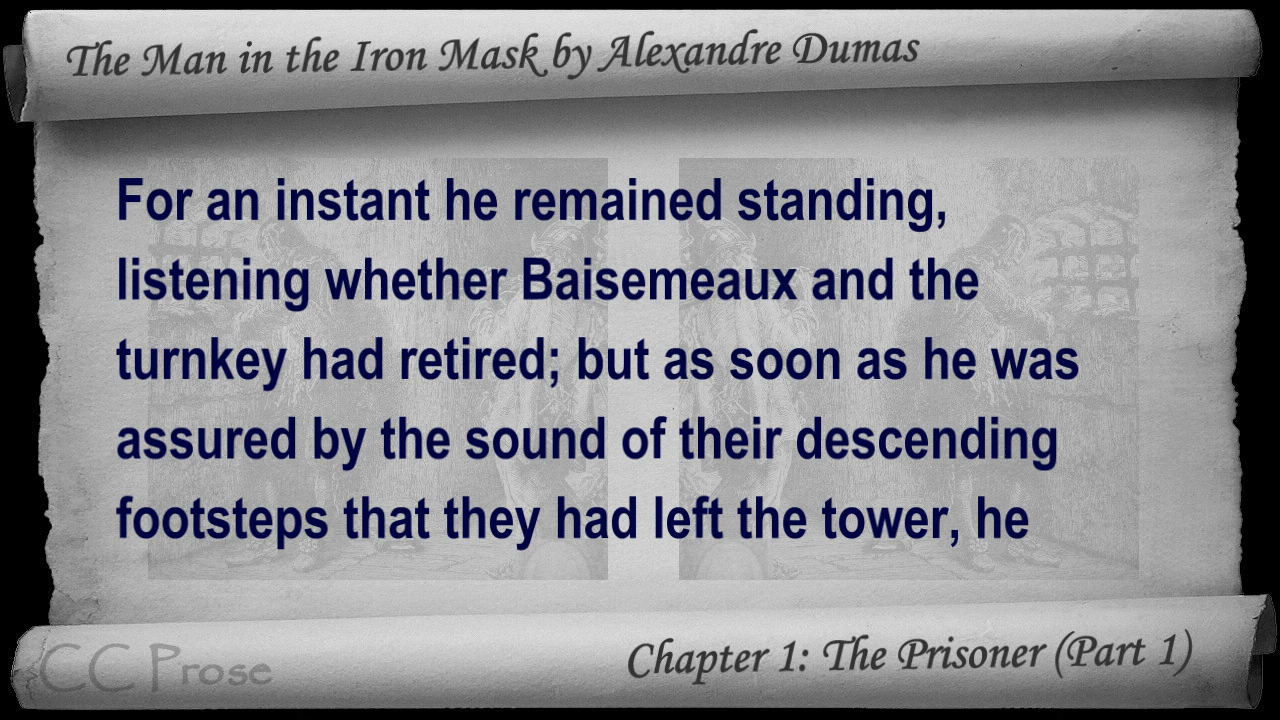 The Man in the Iron Mask by Alexandre Dumas
For an instant he remained standing,
listening whether Baisemeaux and the
turnkey had retired; but as soon as he was
assured by the sound of their descending
footsteps that they had left the tower, he
CC Prose
Chapter 1: The Prisoner (Part 1)